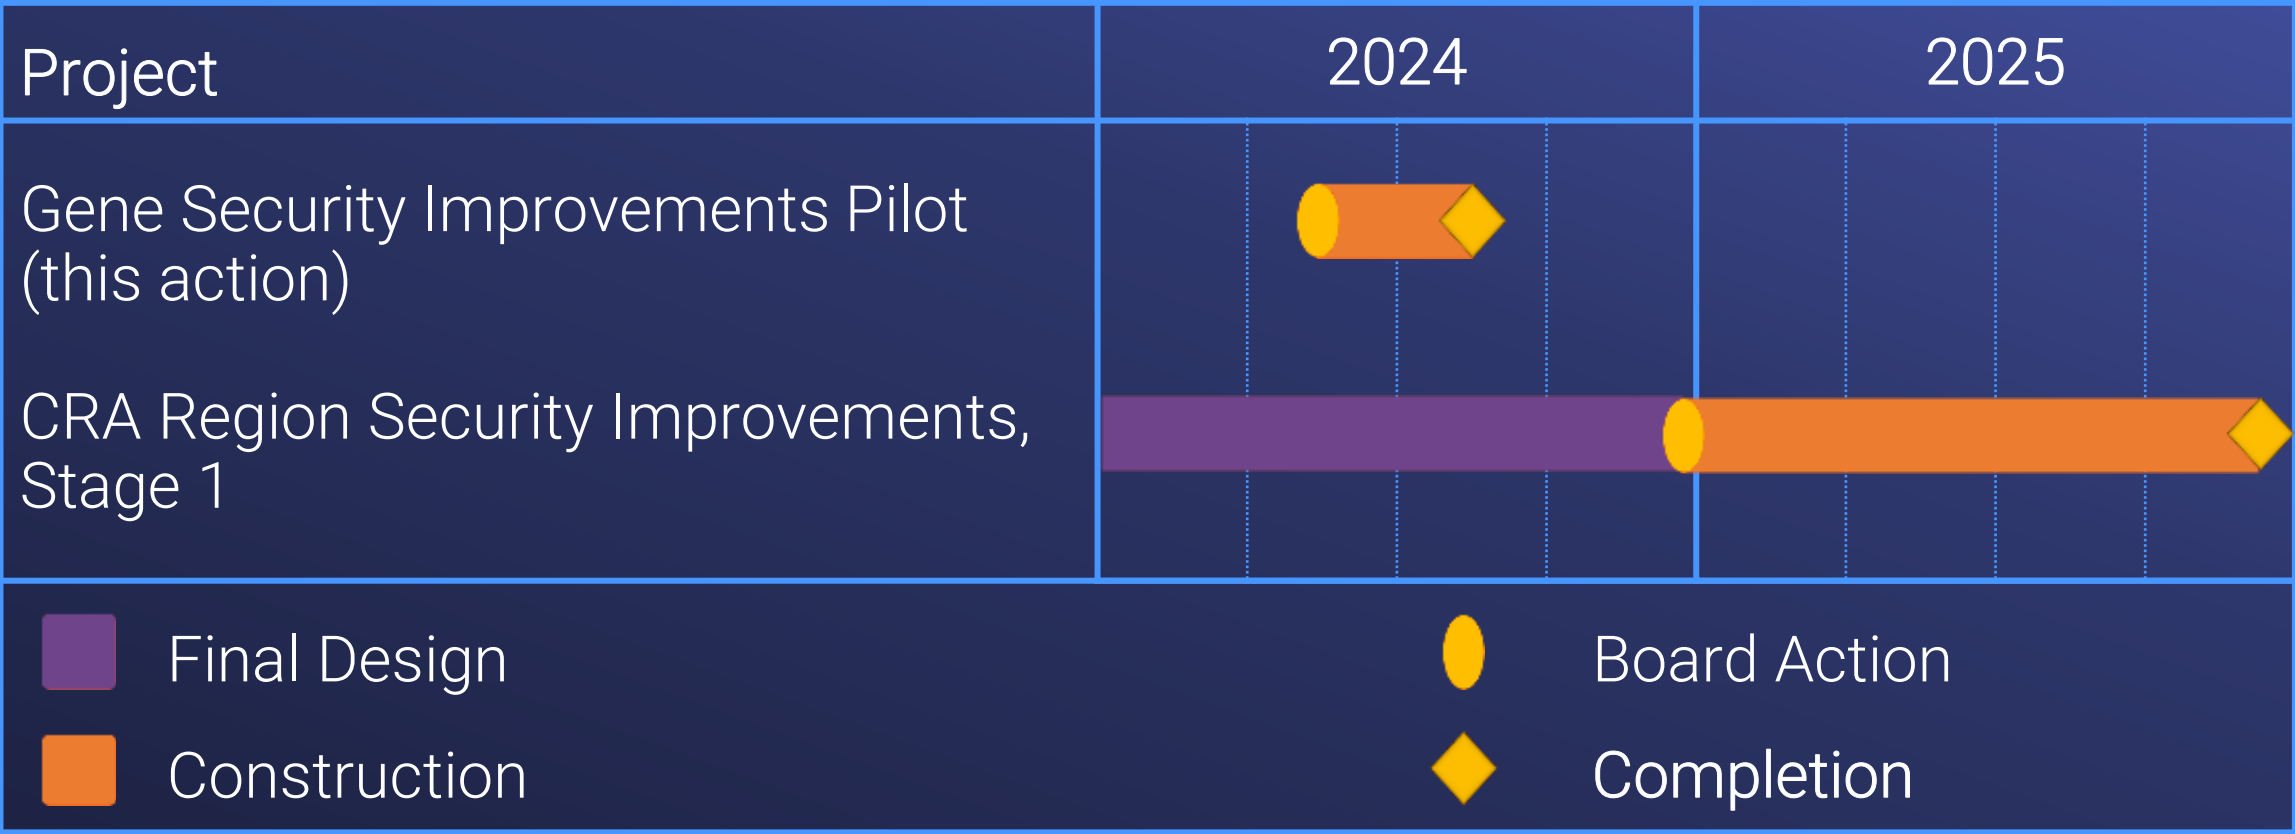 Project
2024
2025
Gene Security Improvements Pilot
(this action)
CRA Region Security Improvements,
Stage 1
Final Design
Board Action
Construction
Completion